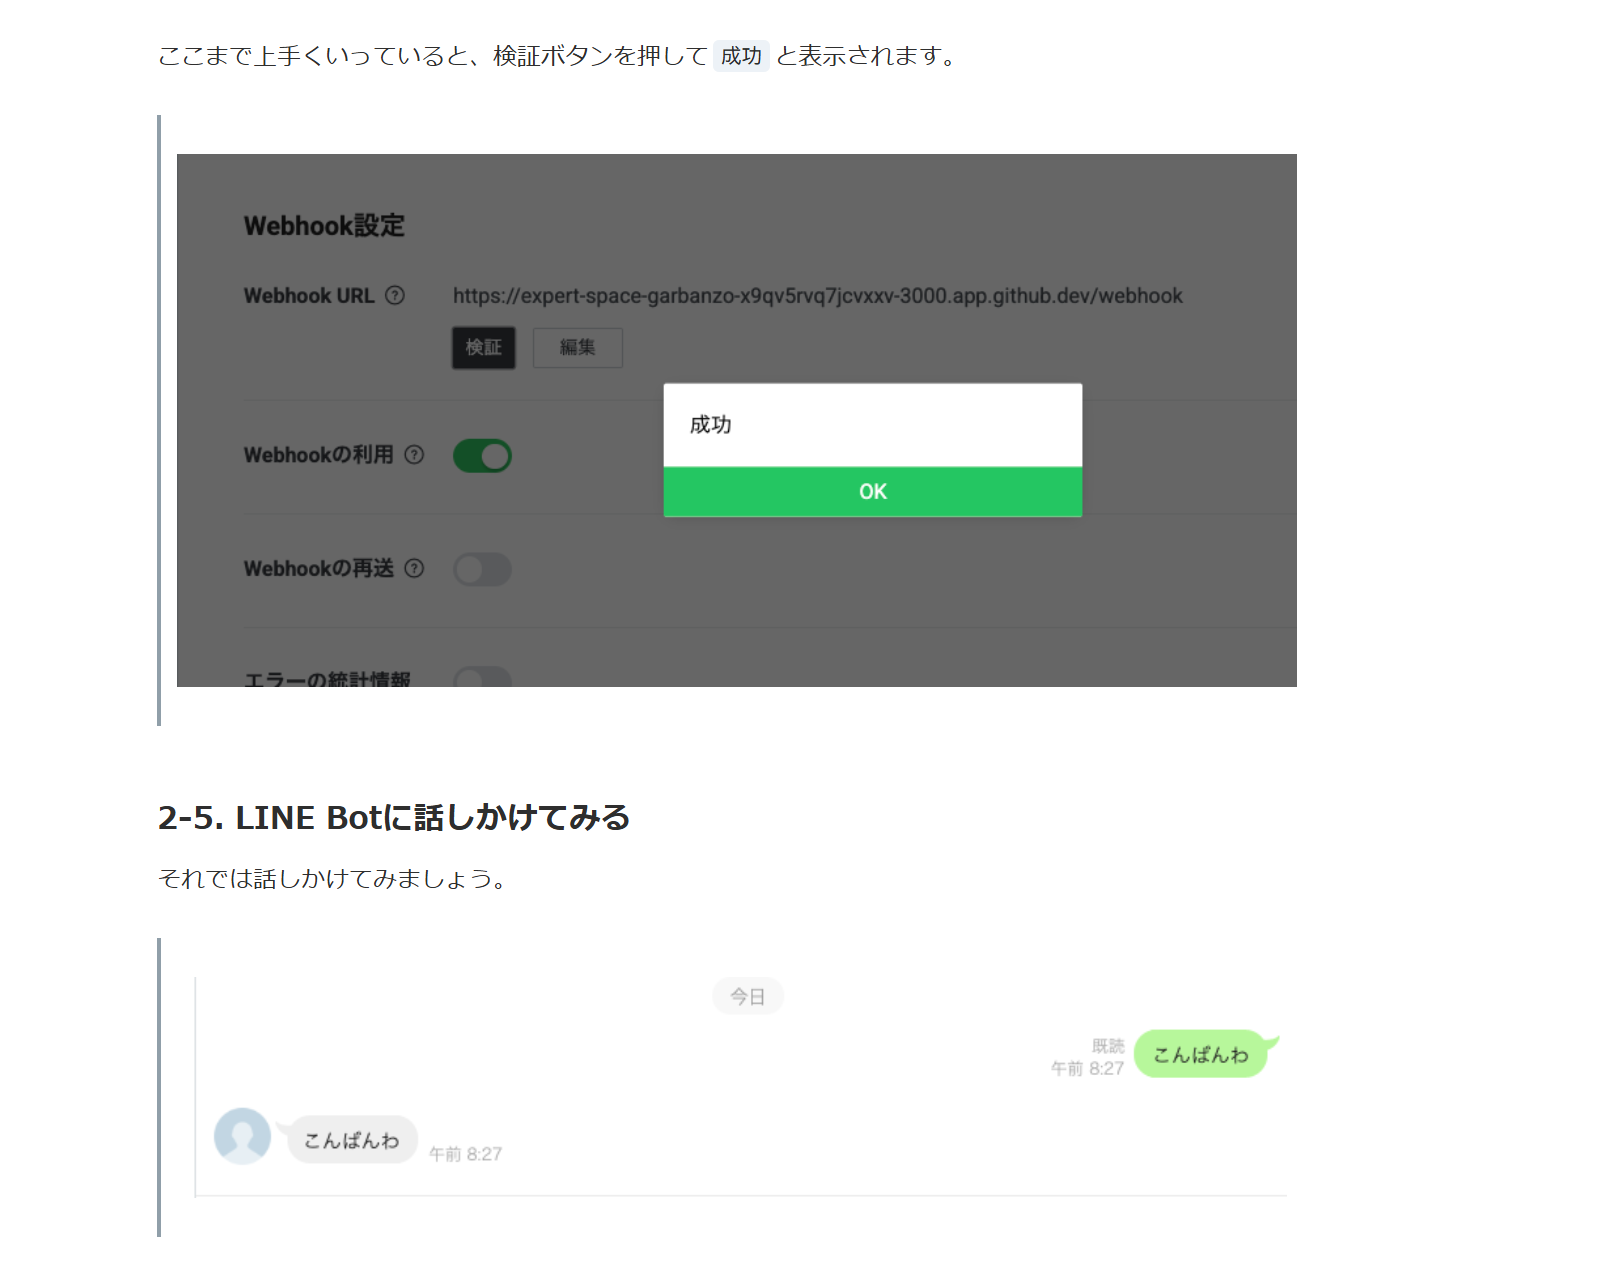 ここまで上手くいっていると、検証ボタンを押して 成功 と表示されます。
Webhook設定
Webhook URL ?
https://expert-space-garbanzo-x9qv5rvq7jcvxxv-3000.app.github.dev/webhook
検証 編集
成功
Webhookの利用 ?
OK
Webhookの再送 ?
エラーの統計情報
2-5. LINE Botに話しかけてみる
それでは話しかけてみましょう。
今日
既読
午前 8:27
こんばんわ
こんばんわ
午前 8:27